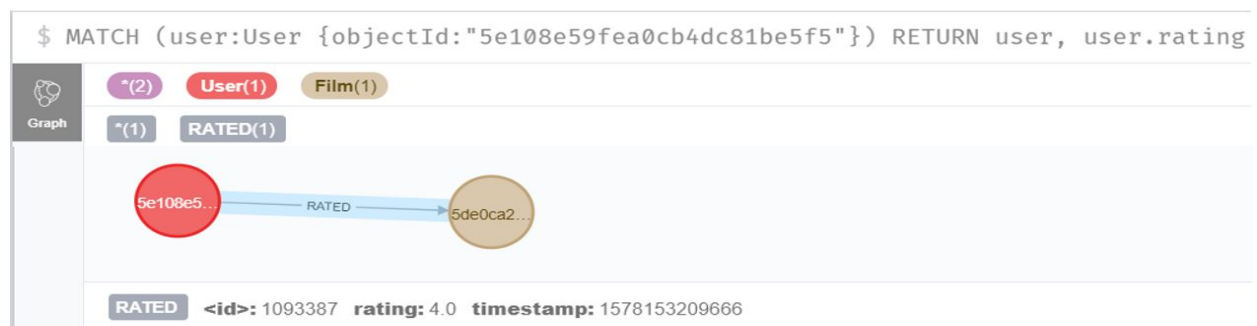 $ MATCH (user:User {objectId:"5e108e59fea0cb4dc81be5f5"}) RETURN user, user.rating
*(2) User(1) Film(1)
Graph
*(1) RATED(1)
5e108e5... RATED 5de0ca2...
RATED <id>: 1093387 rating: 4.0 timestamp: 1578153209666